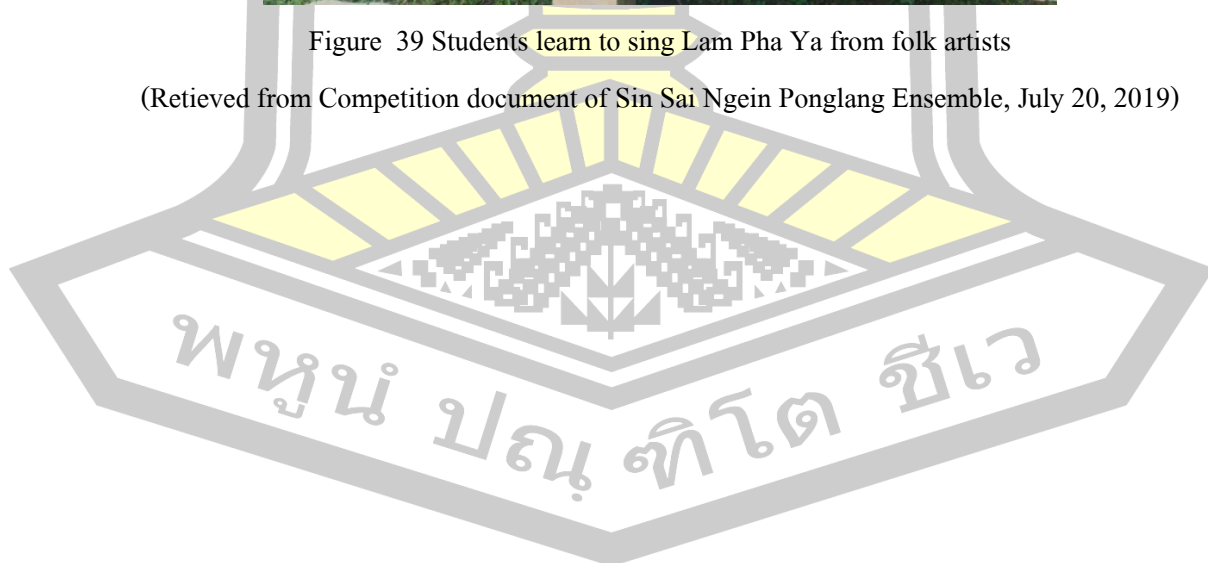 Figure 39 Students learn to sing Lam Pha Ya from folk artists
(Retieved from Competition document of Sin Sai Ngein Ponglang Ensemble, July 20, 2019)
พหูนํ ปณฺฑิโต ชีเว